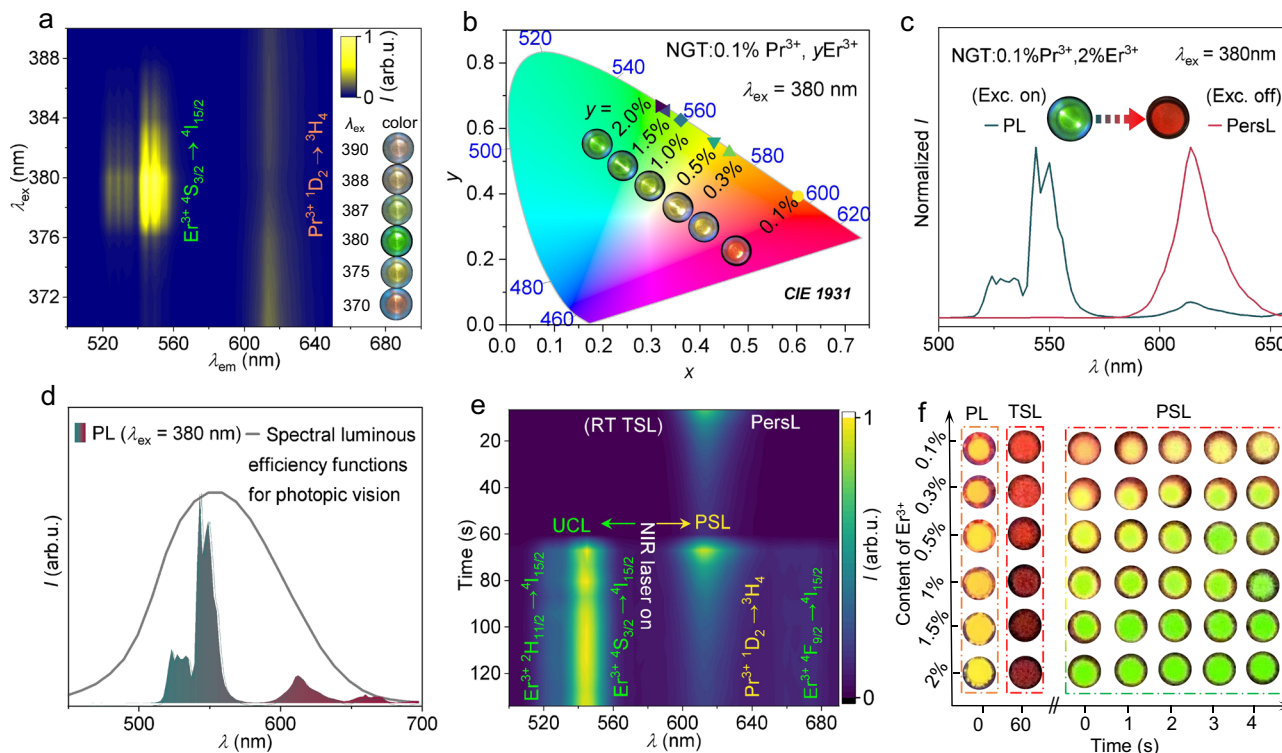 a
390
388
384
380
376
372
λex (nm)
520
560
600
640
680
λem (nm)
Er³⁺ ⁴S3/2 → ⁴I15/2
Pr³⁺ ¹D2 → ³H4
1
0
I (arb.u.)
λex color
390
388
387
380
375
370
b
NGT:0.1% Pr³⁺, yEr³⁺
λex = 380 nm
520
540
560
580
600
620
500
480
460
y =
2.0%
1.5%
1.0%
0.5%
0.3%
0.1%
CIE 1931
0.8
0.6
0.4
0.2
0.0
y
0.0 0.1 0.2 0.3 0.4 0.5 0.6 0.7
x
c
NGT:0.1%Pr³⁺,2%Er³⁺ λex = 380nm
(Exc. on) (Exc. off)
PL PersL
Normalized I
500 550 600 650
λ (nm)
d
PL (λex = 380 nm) Spectral luminous
efficiency functions
for photopic vision
I (arb.u.)
500 550 600 650 700
λ (nm)
e
(RT TSL) PersL
UCL PSL
NIR laser on
Er³⁺ ²H11/2 → ⁴I15/2
Er³⁺ ⁴S3/2 → ⁴I15/2
Pr³⁺ ¹D2 → ³H4
Er³⁺ ⁴F9/2 → ⁴I15/2
20
40
60
80
100
120
Time (s)
520 560 600 640 680
λ (nm)
1
0
I (arb.u.)
f
PL TSL PSL
0.1%
0.3%
0.5%
1%
1.5%
2%
Content of Er³⁺
0 60 0 1 2 3 4
Time (s)